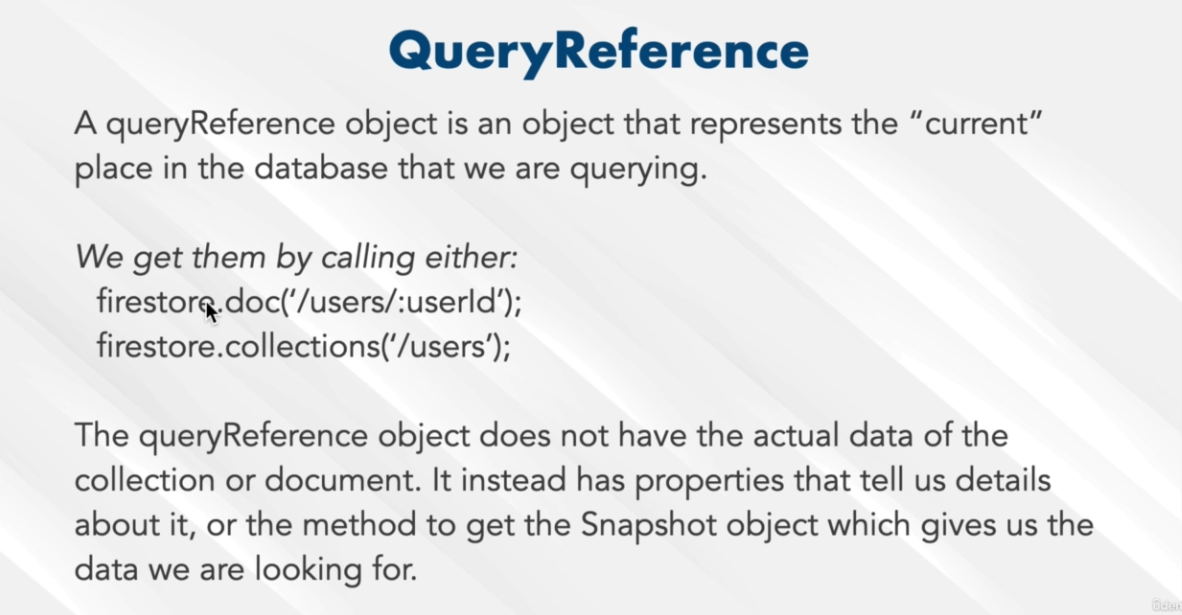 QueryReference
A queryReference object is an object that represents the “current”
place in the database that we are querying.
We get them by calling either:
firestore.doc(‘/users/:userId’);
firestore.collections(‘/users’);
The queryReference object does not have the actual data of the
collection or document. It instead has properties that tell us details
about it, or the method to get the Snapshot object which gives us the
data we are looking for.